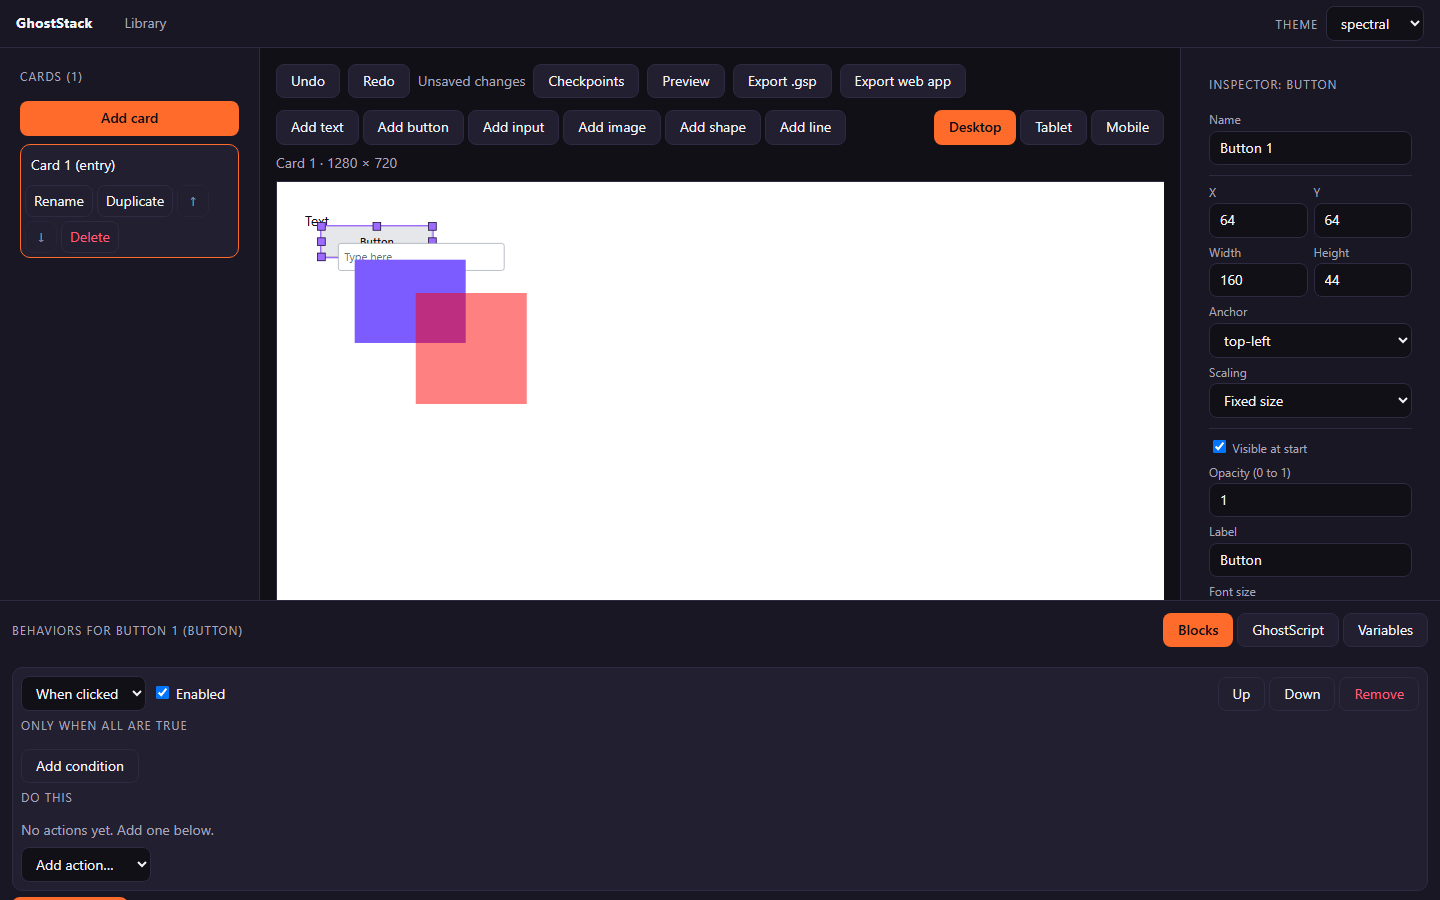 GhostStack Library THEME spectral
CARDS (1)
Add card
Card 1 (entry)
Rename Duplicate ↑
↓ Delete
Undo Redo Unsaved changes Checkpoints Preview Export .gsp Export web app
Add text Add button Add input Add image Add shape Add line Desktop Tablet Mobile
Card 1 · 1280 × 720
Text
Button
Type here
INSPECTOR: BUTTON
Name
Button 1
X Y
64 64
Width Height
160 44
Anchor
top-left
Scaling
Fixed size
Visible at start
Opacity (0 to 1)
1
Label
Button
Font size
BEHAVIORS FOR BUTTON 1 (BUTTON) Blocks GhostScript Variables
When clicked Enabled Up Down Remove
ONLY WHEN ALL ARE TRUE
Add condition
DO THIS
No actions yet. Add one below.
Add action...